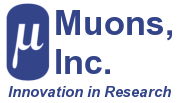 μ Muons,
Inc.
Innovation in Research